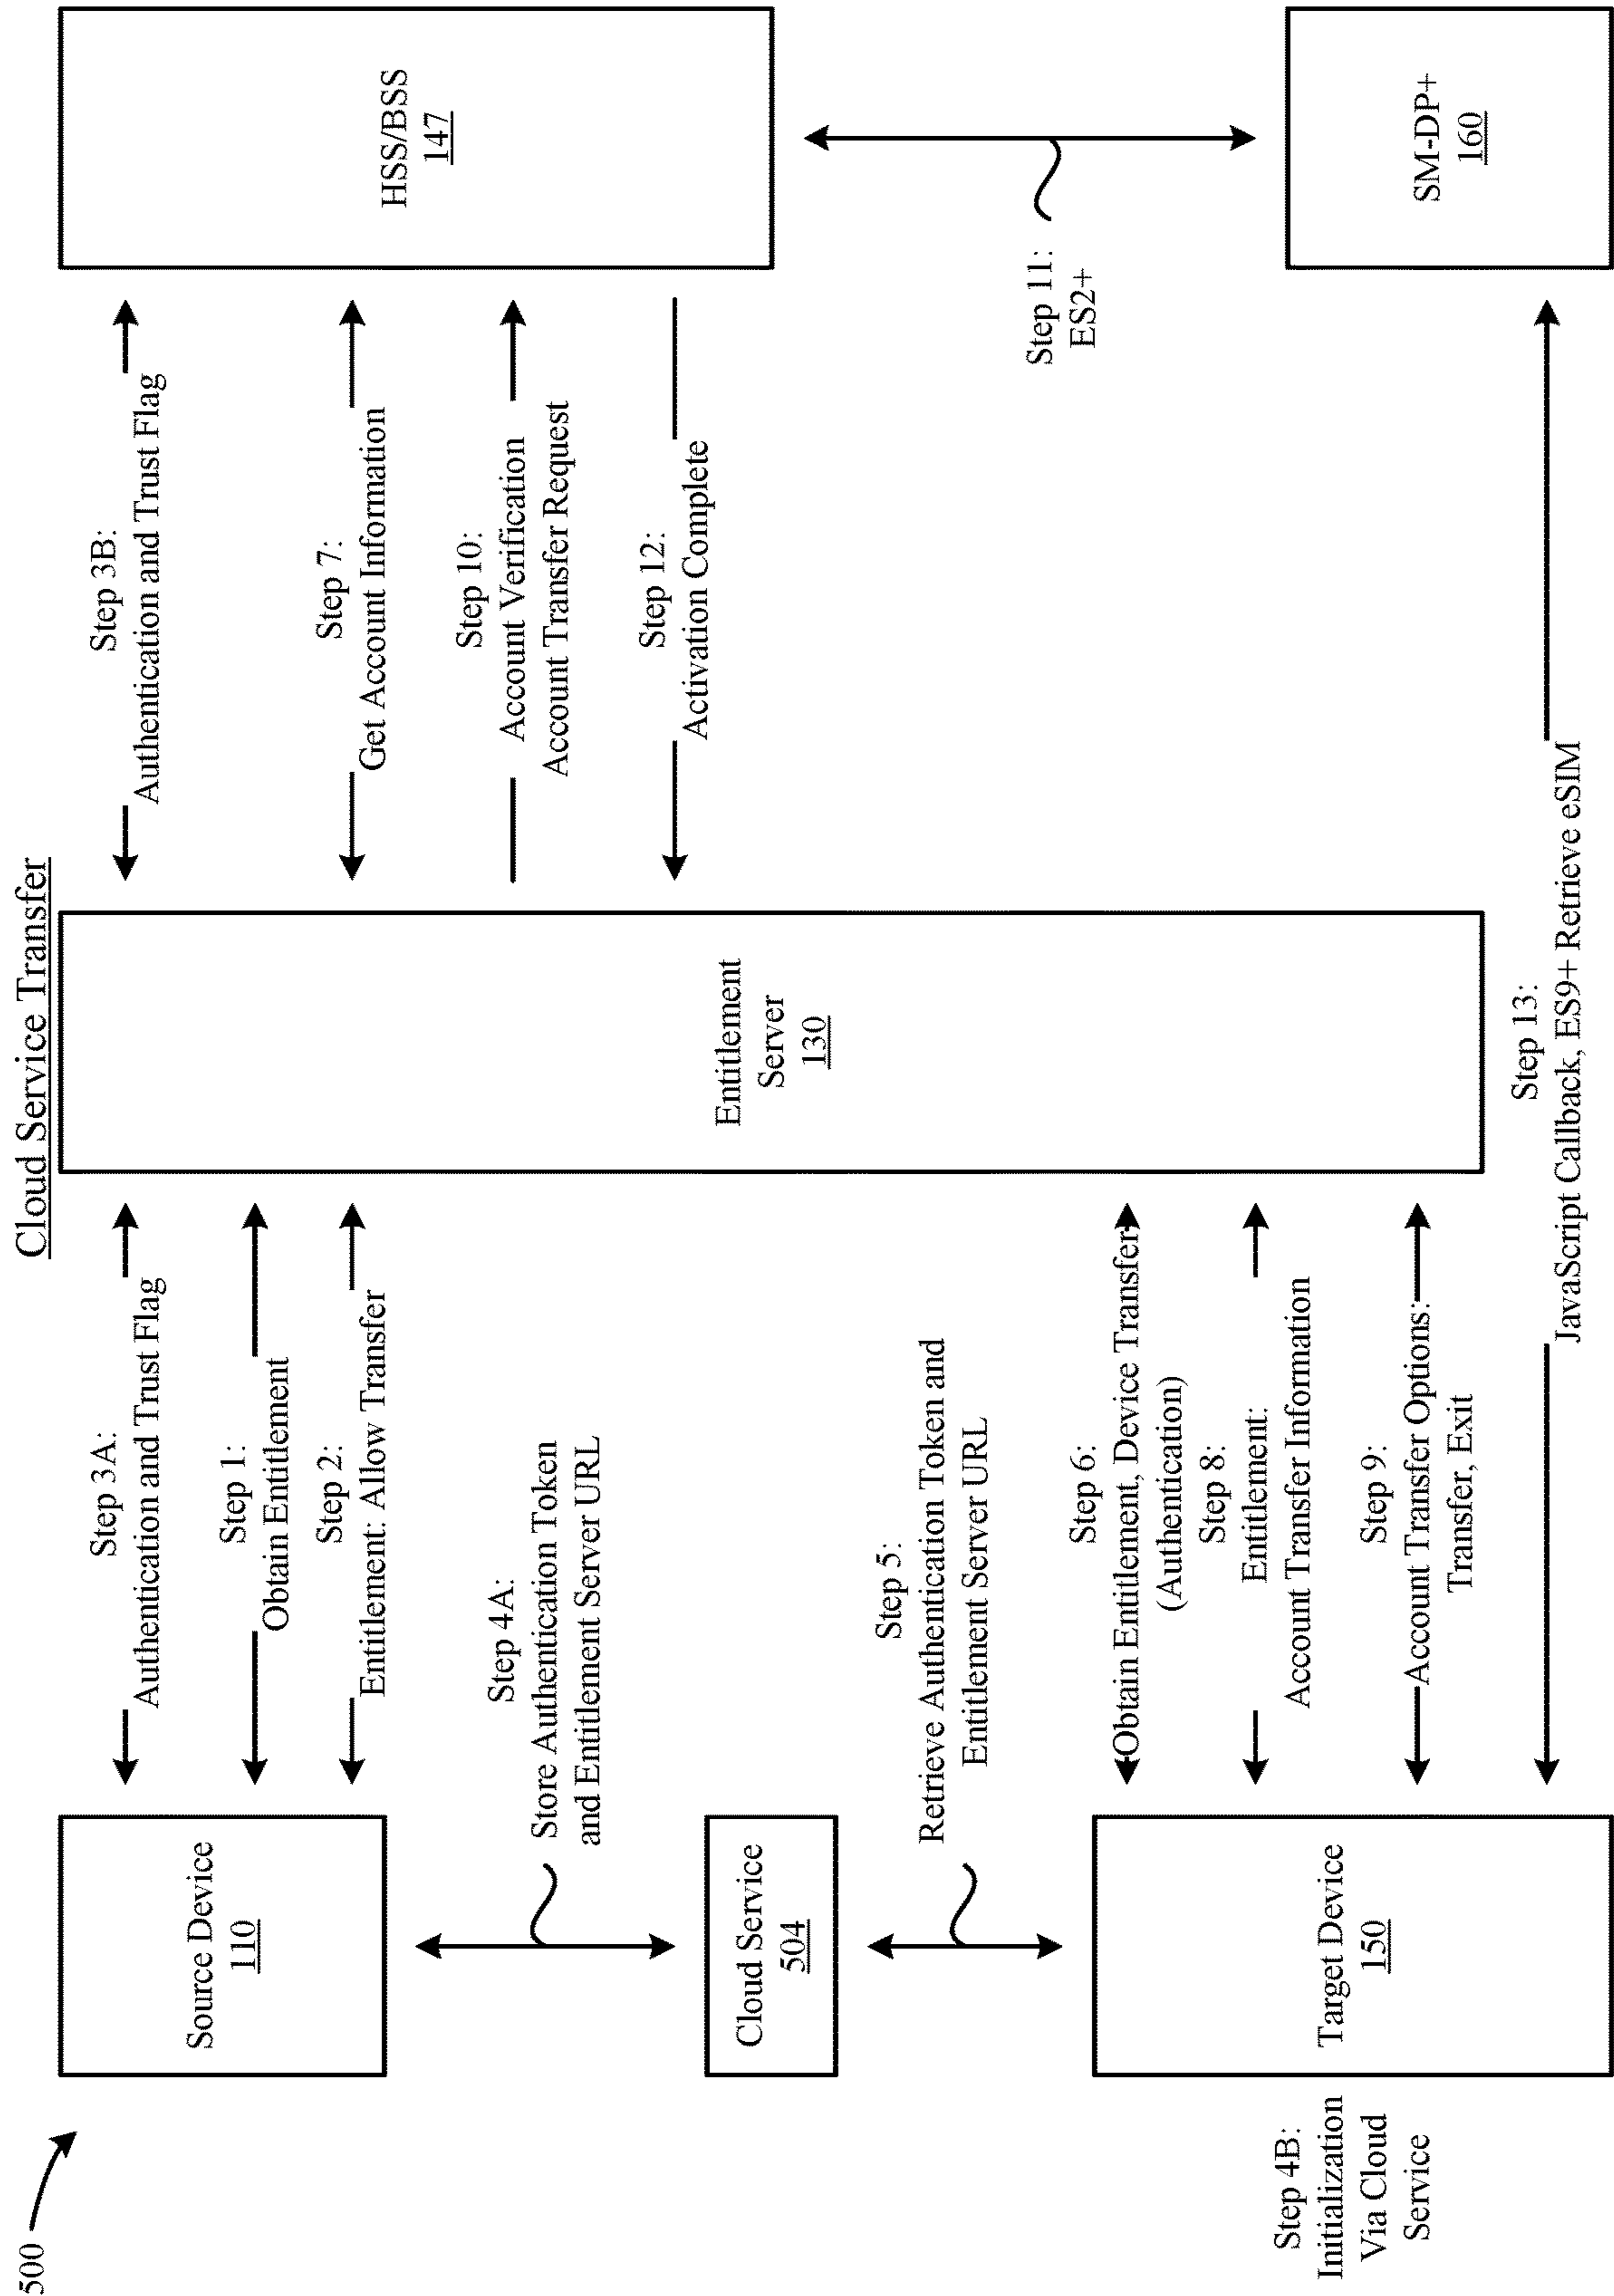 500
Cloud Service Transfer
Source Device
110
Step 3A:
Authentication and Trust Flag
Step 1:
Obtain Entitlement
Step 2:
Entitlement: Allow Transfer
Step 3B:
Authentication and Trust Flag
Step 7:
Get Account Information
Step 10:
Account Verification
Account Transfer Request
Step 12:
Activation Complete
HSS/BSS
147
Entitlement
Server
130
Step 4A:
Store Authentication Token
and Entitlement Server URL
Cloud Service
504
Step 5:
Retrieve Authentication Token and
Entitlement Server URL
Step 11:
ES2+
Step 4B:
Initialization
Via Cloud
Service
Target Device
150
Step 6:
Obtain Entitlement, Device Transfer
(Authentication)
Step 8:
Entitlement:
Account Transfer Information
Step 9:
Account Transfer Options:
Transfer, Exit
SM-DP+
160
Step 13:
JavaScript Callback, ES9+ Retrieve eSIM